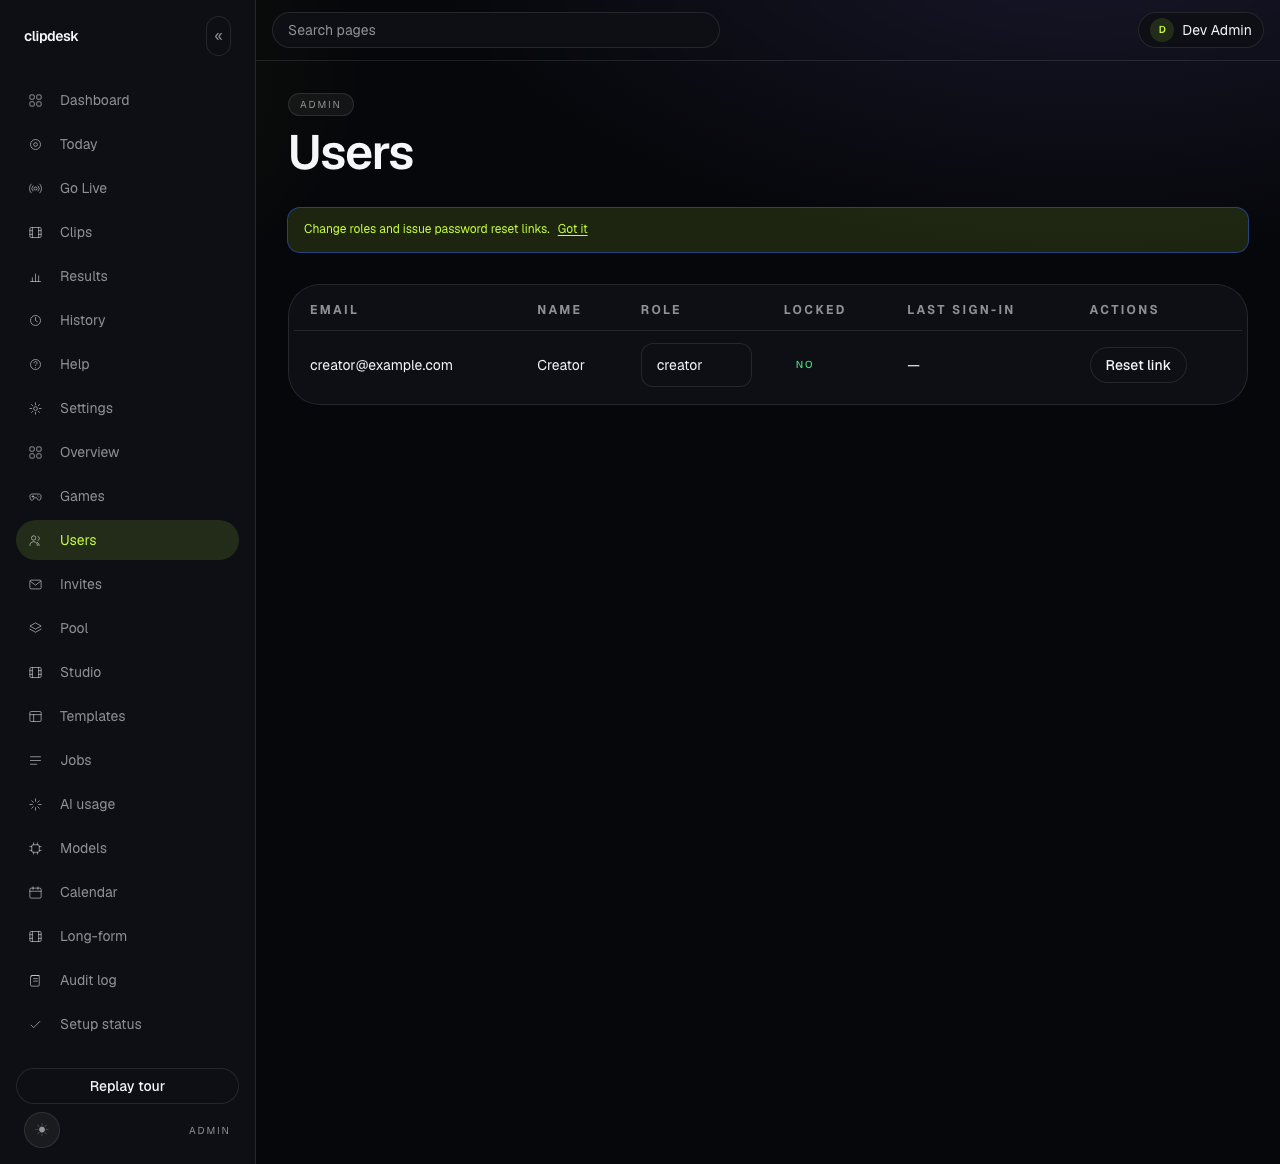 clipdesk
«
Search pages
D
Dev Admin
Dashboard
Today
Go Live
Clips
Results
History
Help
Settings
Overview
Games
Users
Invites
Pool
Studio
Templates
Jobs
AI usage
Models
Calendar
Long-form
Audit log
Setup status
Replay tour
ADMIN
ADMIN
Users
Change roles and issue password reset links. Got it
EMAIL NAME ROLE LOCKED LAST SIGN-IN ACTIONS
creator@example.com Creator creator NO — Reset link